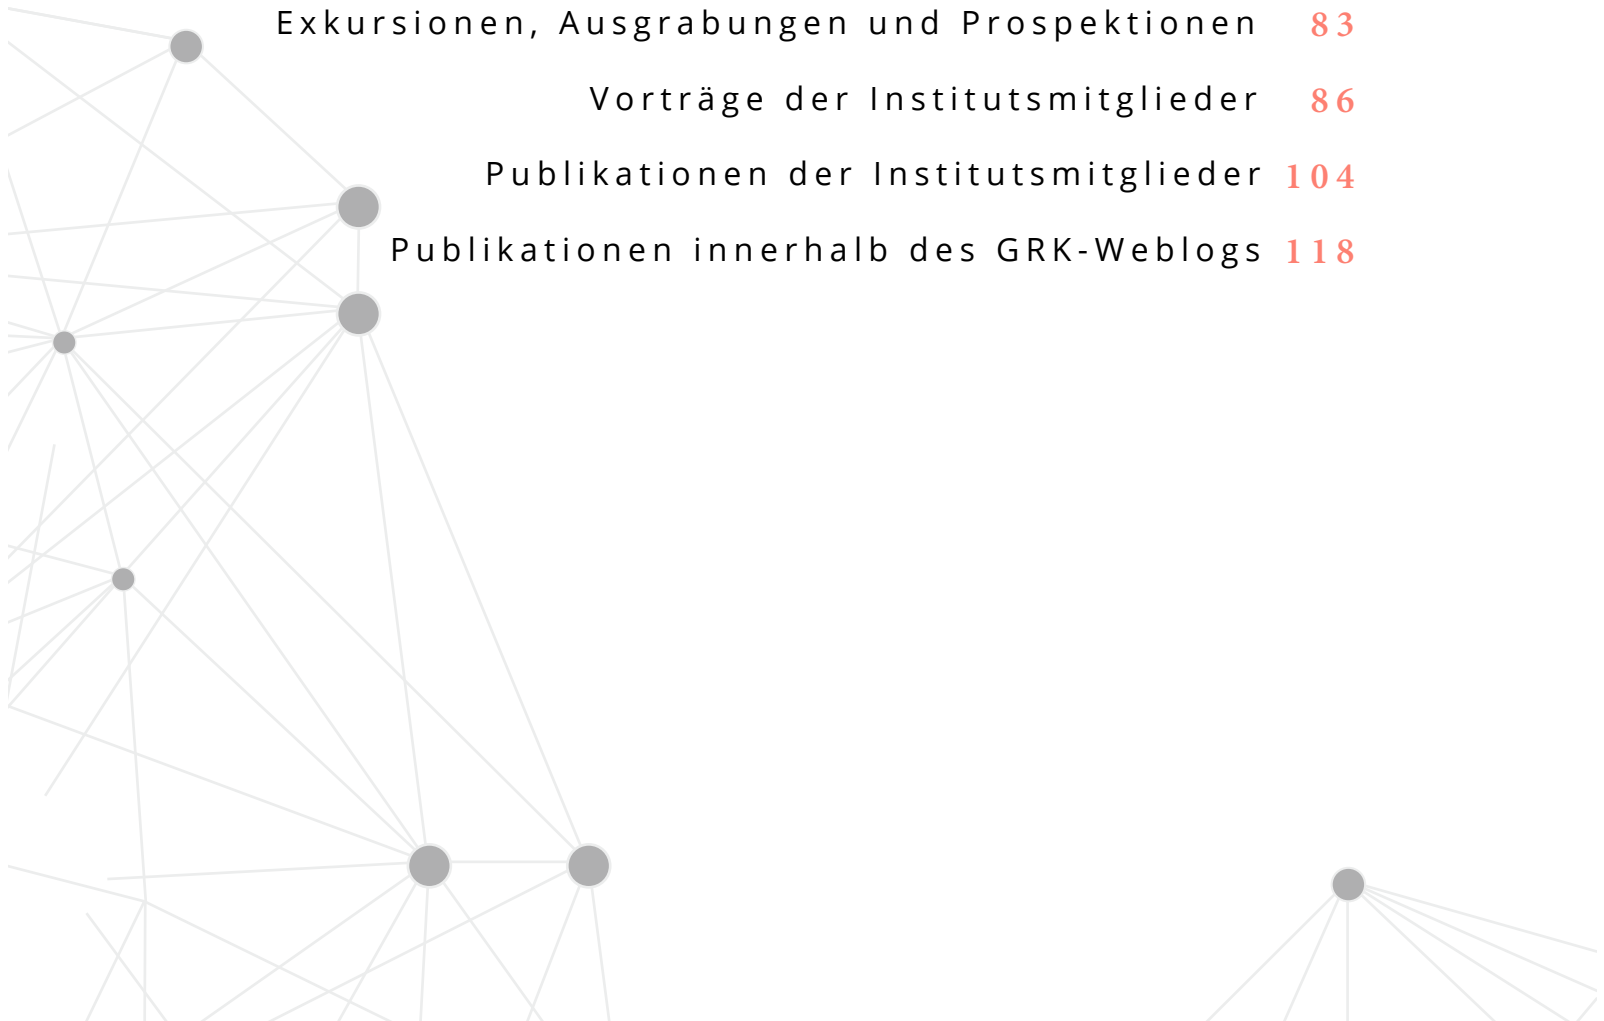 Exkursionen, Ausgrabungen und Prospektionen 83
Vorträge der Institutsmitglieder 86
Publikationen der Institutsmitglieder 104
Publikationen innerhalb des GRK-Weblogs 118